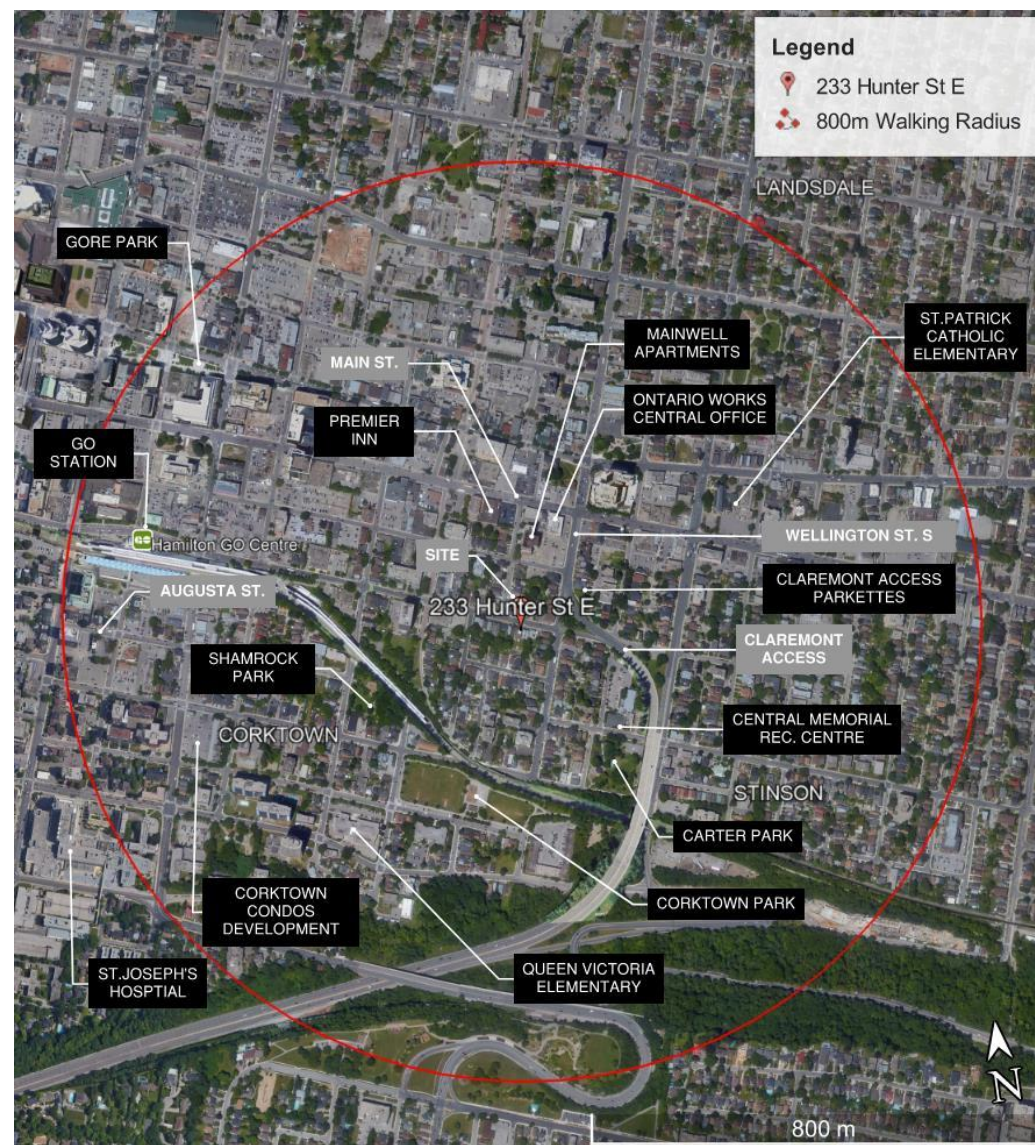 Legend
233 Hunter St E
800m Walking Radius
LANDSDALE
GORE PARK
ST.PATRICK
CATHOLIC
ELEMENTARY
MAINWELL
APARTMENTS
MAIN ST.
ONTARIO WORKS
CENTRAL OFFICE
PREMIER
INN
GO
STATION
GO
Hamilton GO Centre
WELLINGTON ST. S
SITE
AUGUSTA ST.
CLAREMONT ACCESS
PARKETTES
233 Hunter St E
CLAREMONT
ACCESS
SHAMROCK
PARK
CORKTOWN
CENTRAL MEMORIAL
REC. CENTRE
STINSON
CARTER PARK
CORKTOWN
CONDOS
DEVELOPMENT
CORKTOWN PARK
ST.JOSEPH'S
HOSPTIAL
QUEEN VICTORIA
ELEMENTARY
N
800 m